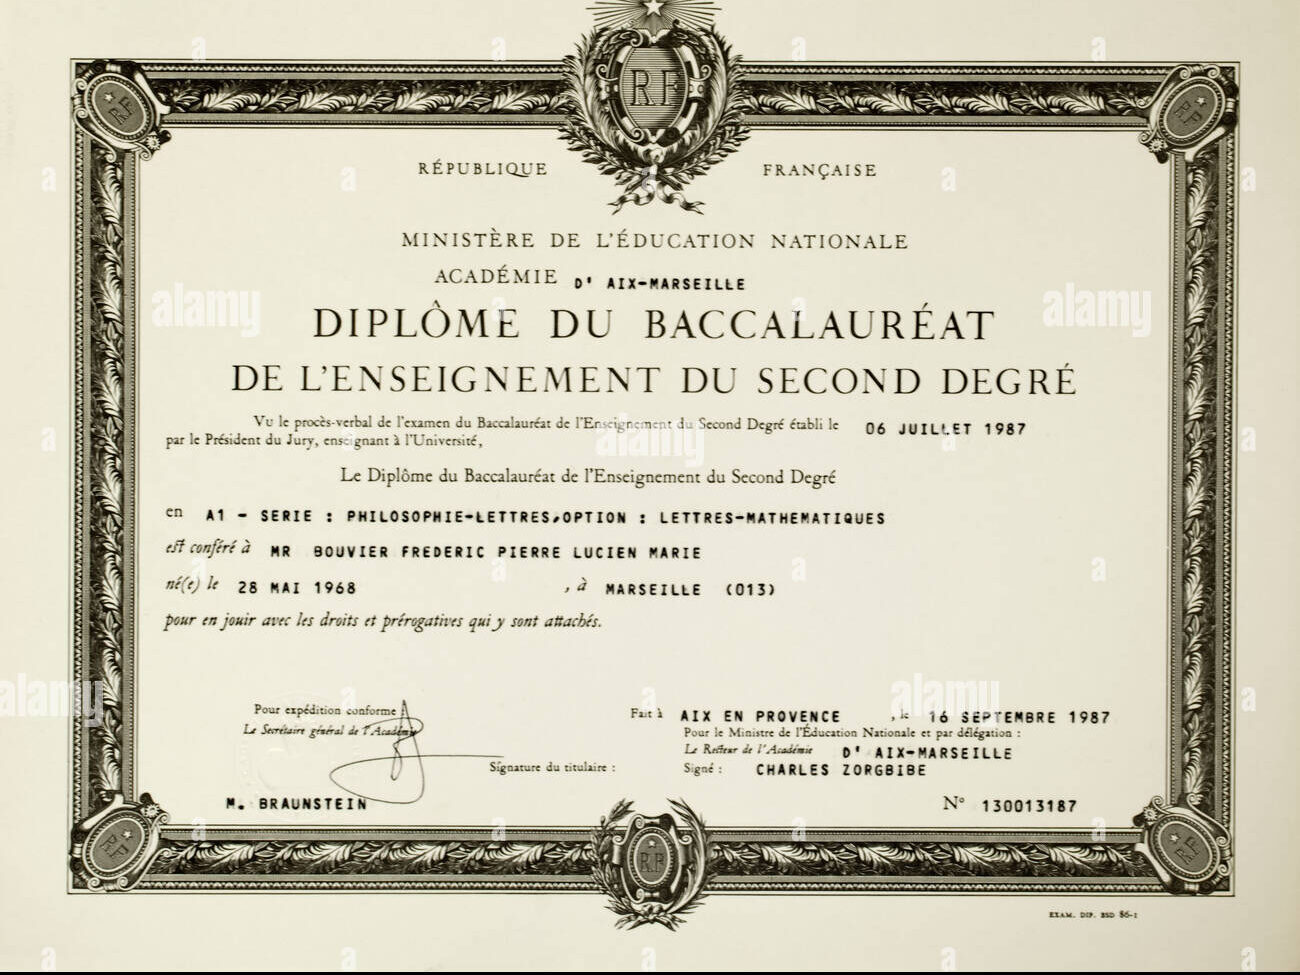 RF
RÉPUBLIQUE FRANÇAISE
MINISTÈRE DE L'ÉDUCATION NATIONALE
ACADÉMIE D' AIX-MARSEILLE
DIPLÔME DU BACCALAURÉAT
DE L'ENSEIGNEMENT DU SECOND DEGRÉ
Vu le procès-verbal de l'examen du Baccalauréat de l'Enseignement du Second Degré établi le 06 JUILLET 1987
par le Président du Jury, enseignant à l'Université,
Le Diplôme du Baccalauréat de l'Enseignement du Second Degré
en A1 - SERIE : PHILOSOPHIE-LETTRES,OPTION : LETTRES-MATHEMATIQUES
est conféré à MR BOUVIER FREDERIC PIERRE LUCIEN MARIE
né(e) le 28 MAI 1968 , à MARSEILLE (013)
pour en jouir avec les droits et prérogatives qui y sont attachés.
Pour expédition conforme :
Le Secrétaire général de l'Académie
M. BRAUNSTEIN
Signature du titulaire :
Fait à AIX EN PROVENCE , le 16 SEPTEMBRE 1987
Pour le Ministre de l'Éducation Nationale et par délégation :
Le Recteur de l'Académie D' AIX-MARSEILLE
Signé : CHARLES ZORGBIBE
N° 130013187
RF
EXAM. DIP. BSD 86-1
alamy